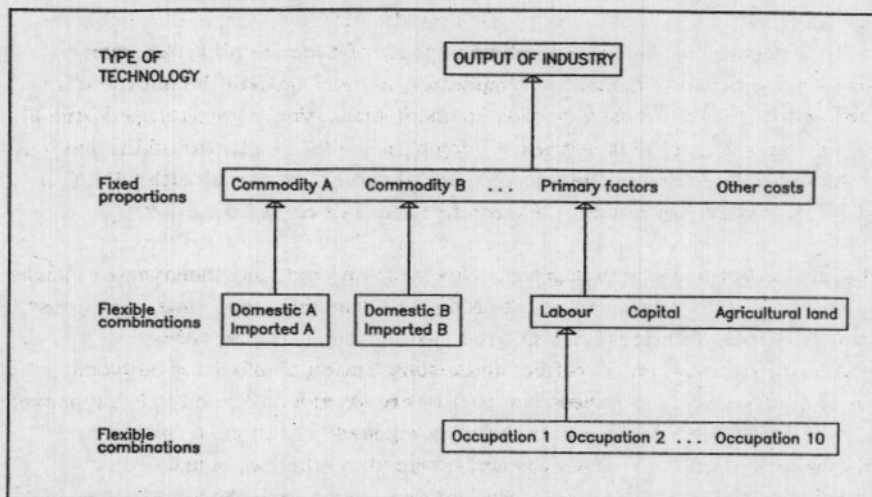 TYPE OF
TECHNOLOGY
OUTPUT OF INDUSTRY
Fixed
proportions
Commodity A Commodity B ... Primary factors Other costs
Flexible
combinations
Domestic A
Imported A
Domestic B
Imported B
Labour Capital Agricultural land
Flexible
combinations
Occupation 1 Occupation 2 ... Occupation 10